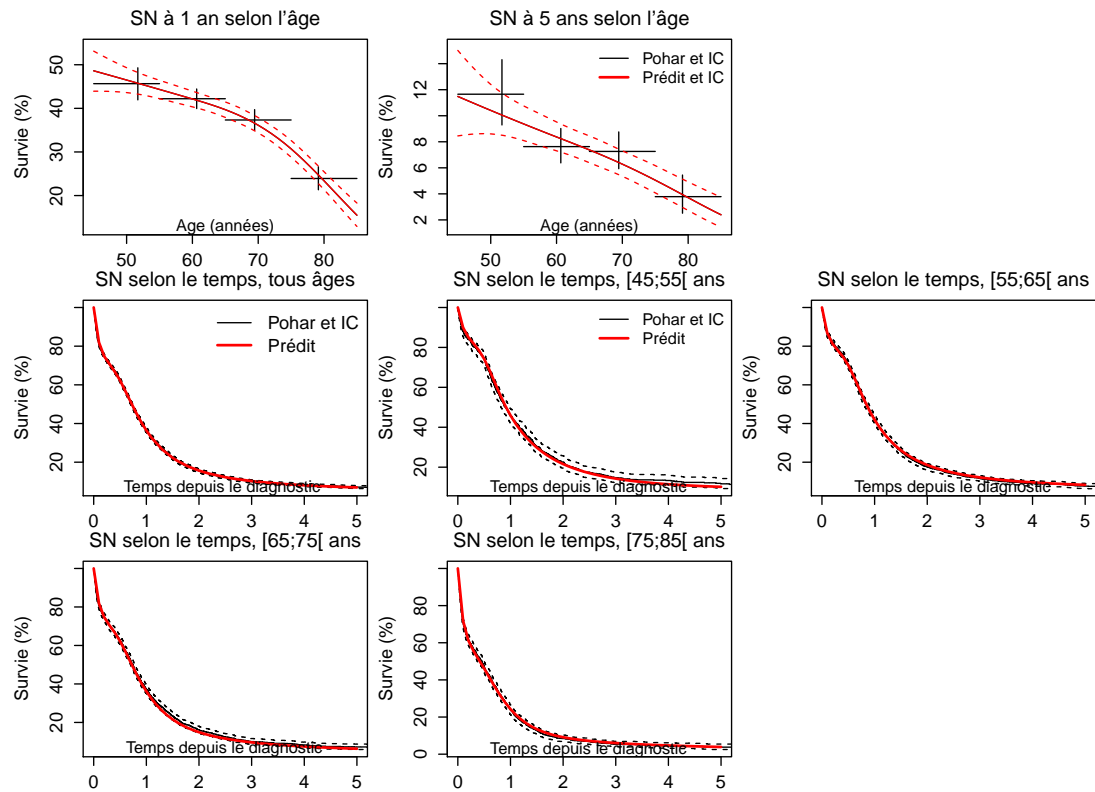 SN à 1 an selon l'âge
Survie (%)
50
40
30
20
Age (années)
50 60 70 80
SN à 5 ans selon l'âge
Pohar et IC
Prédit et IC
Survie (%)
12
8
6
4
2
Age (années)
50 60 70 80
SN selon le temps, tous âges
Pohar et IC
Prédit
Survie (%)
80
60
40
20
Temps depuis le diagnostic
0 1 2 3 4 5
SN selon le temps, [45;55[ ans
Pohar et IC
Prédit
Survie (%)
80
60
40
20
Temps depuis le diagnostic
0 1 2 3 4 5
SN selon le temps, [55;65[ ans
Survie (%)
80
60
40
20
Temps depuis le diagnostic
0 1 2 3 4 5
SN selon le temps, [65;75[ ans
Survie (%)
80
60
40
20
Temps depuis le diagnostic
0 1 2 3 4 5
SN selon le temps, [75;85[ ans
Survie (%)
80
60
40
20
0
Temps depuis le diagnostic
0 1 2 3 4 5